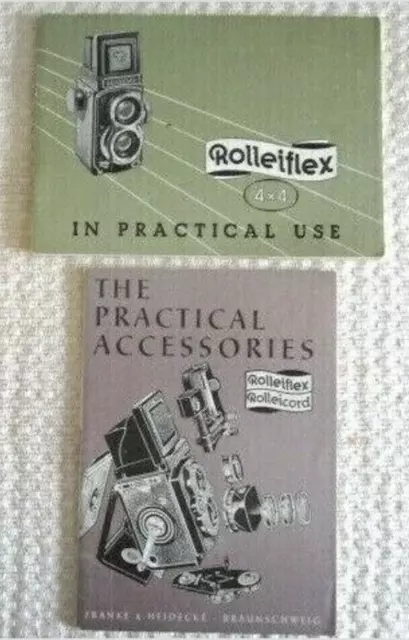 Rolleiflex
4×4
IN PRACTICAL USE
THE
PRACTICAL
ACCESSORIES
Rolleiflex
Rolleicord
FRANKE & HEIDECKE · BRAUNSCHWEIG